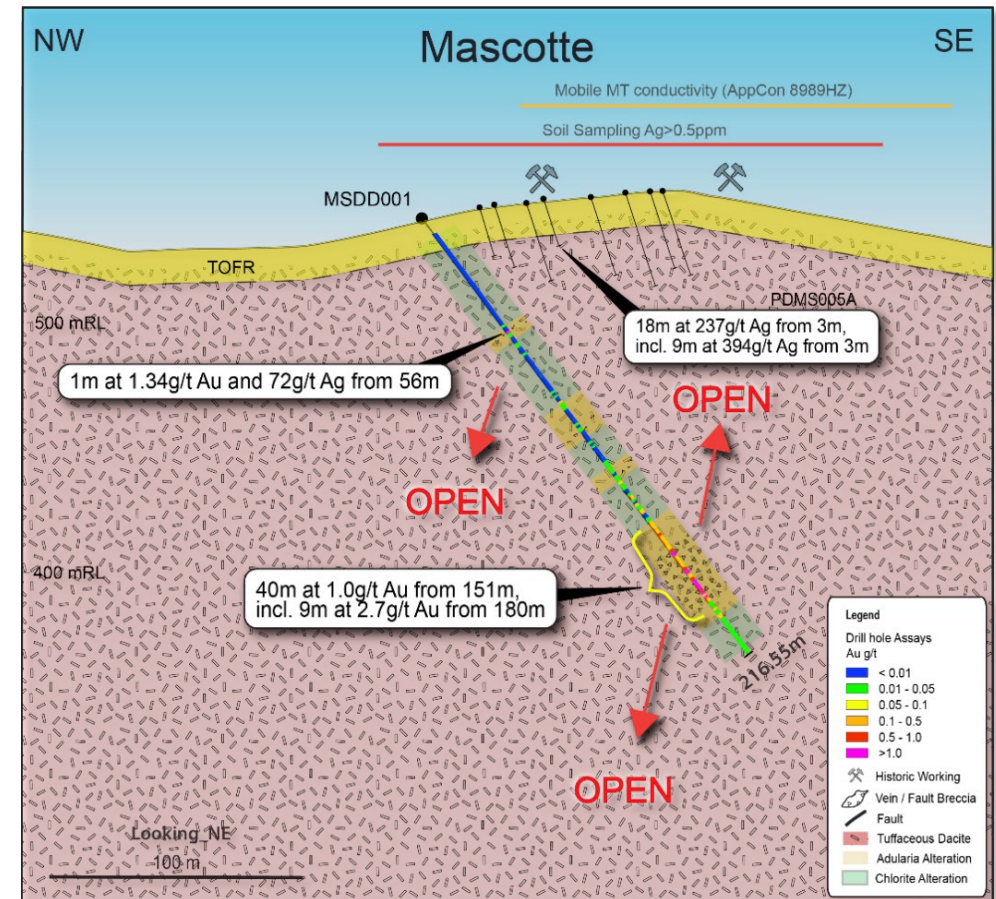 NW
Mascotte
SE
Mobile MT conductivity (AppCon 8989HZ)
Soil Sampling Ag>0.5ppm
MSDD001
TOFR
PDMS005A
500 mRL
18m at 237g/t Ag from 3m,
incl. 9m at 394g/t Ag from 3m
1m at 1.34g/t Au and 72g/t Ag from 56m
OPEN
OPEN
400 mRL
40m at 1.0g/t Au from 151m,
incl. 9m at 2.7g/t Au from 180m
216.55m
OPEN
Looking_NE
100 m
Legend
Drill hole Assays
Au g/t
< 0.01
0.01 - 0.05
0.05 - 0.1
0.1 - 0.5
0.5 - 1.0
>1.0
Historic Working
Vein / Fault Breccia
Fault
Tuffaceous Dacite
Adularia Alteration
Chlorite Alteration